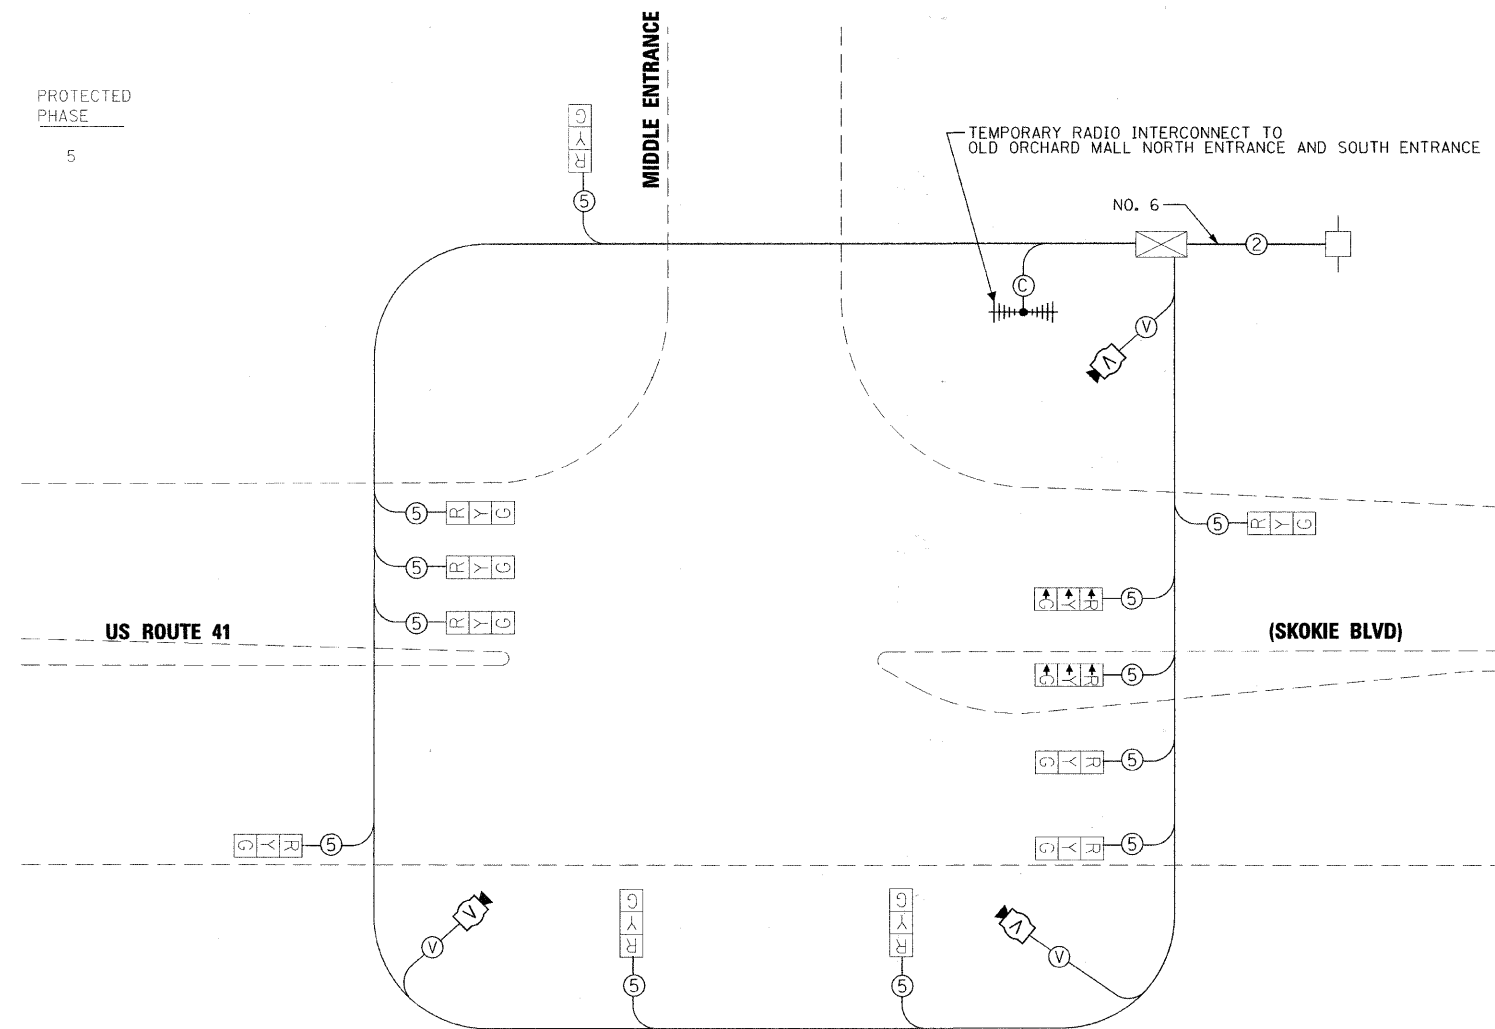 MIDDLE ENTRANCE
PROTECTED
PHASE
5
G Y R
5
TEMPORARY RADIO INTERCONNECT TO
OLD ORCHARD MALL NORTH ENTRANCE AND SOUTH ENTRANCE
NO. 6
2
C
V
V
5 R Y G
5 R Y G
5 R Y G
5 R Y G
G Y R 5
G Y R 5
US ROUTE 41
(SKOKIE BLVD)
G Y R 5
G Y R 5
G Y R 5
V
V
G Y R
5
G Y R
5
V
V